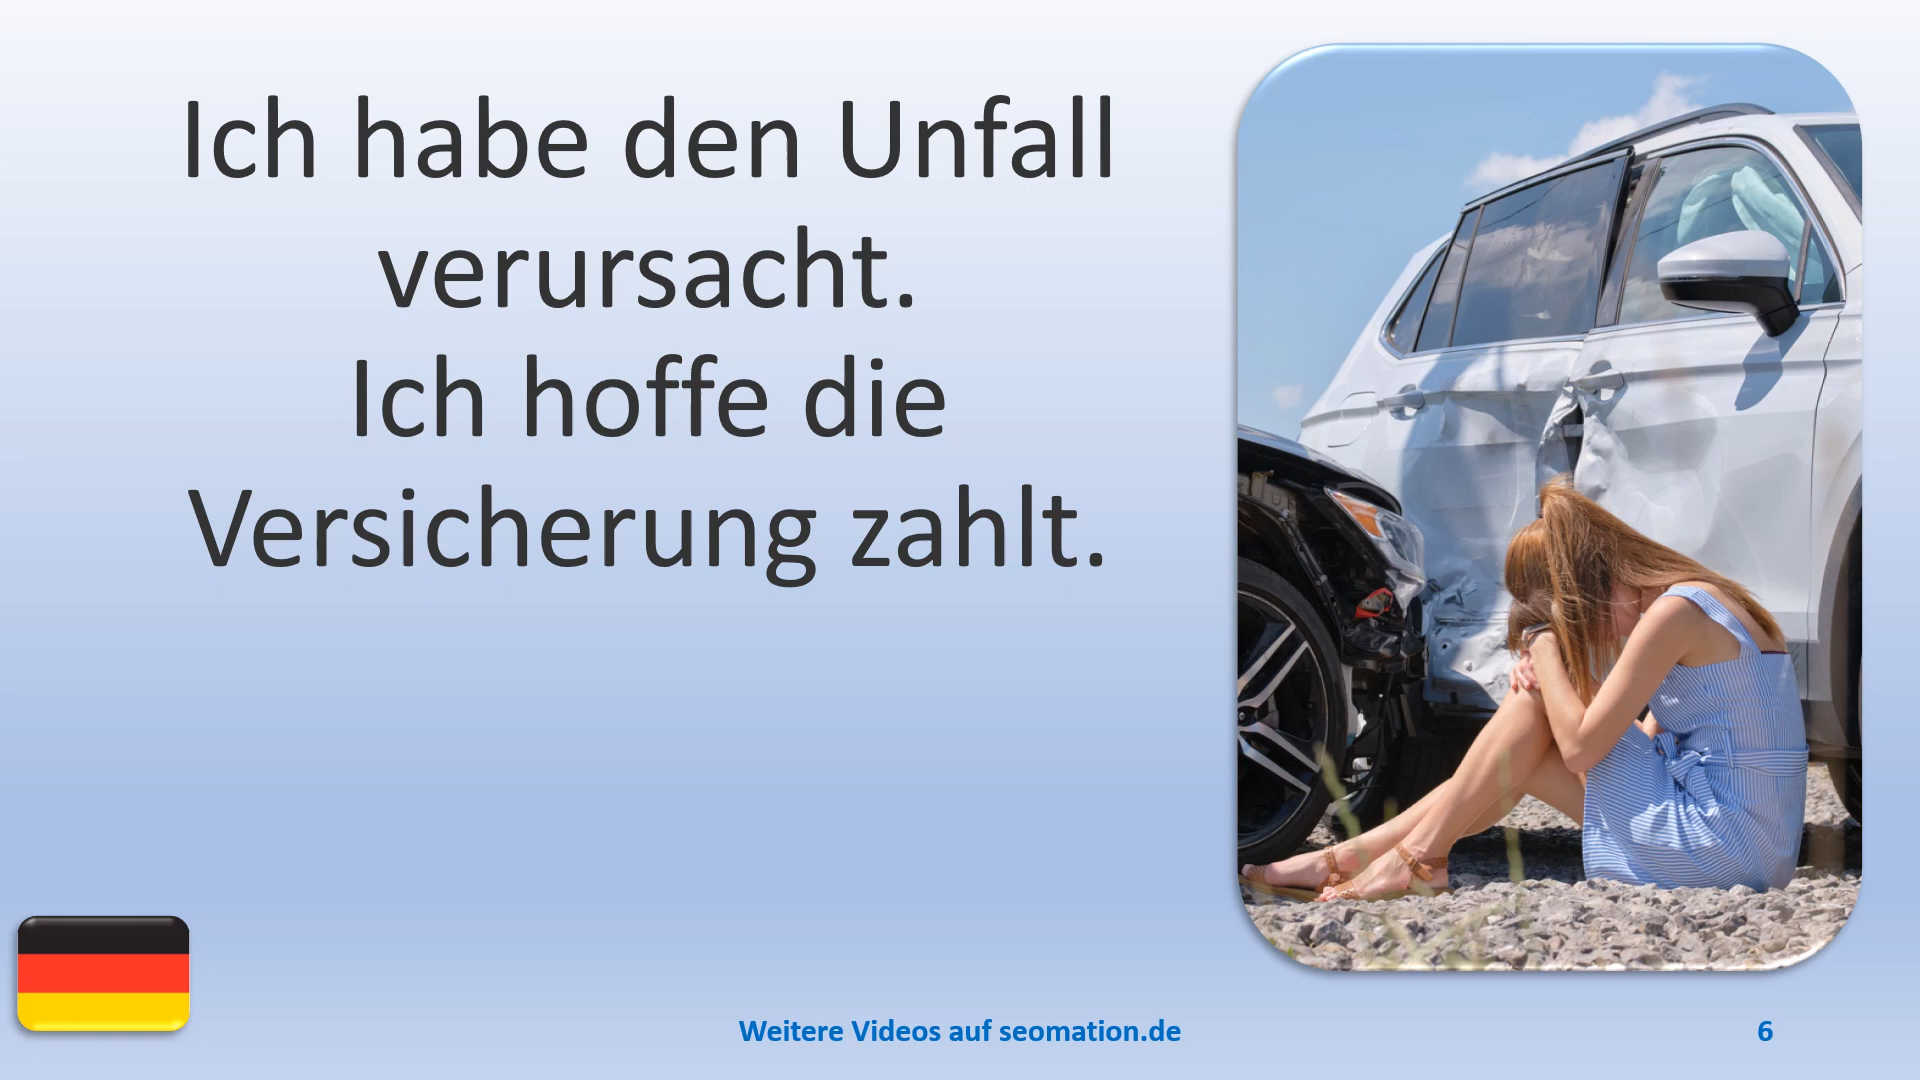 Ich habe den Unfall
verursacht.
Ich hoffe die
Versicherung zahlt.
Weitere Videos auf seomation.de
6